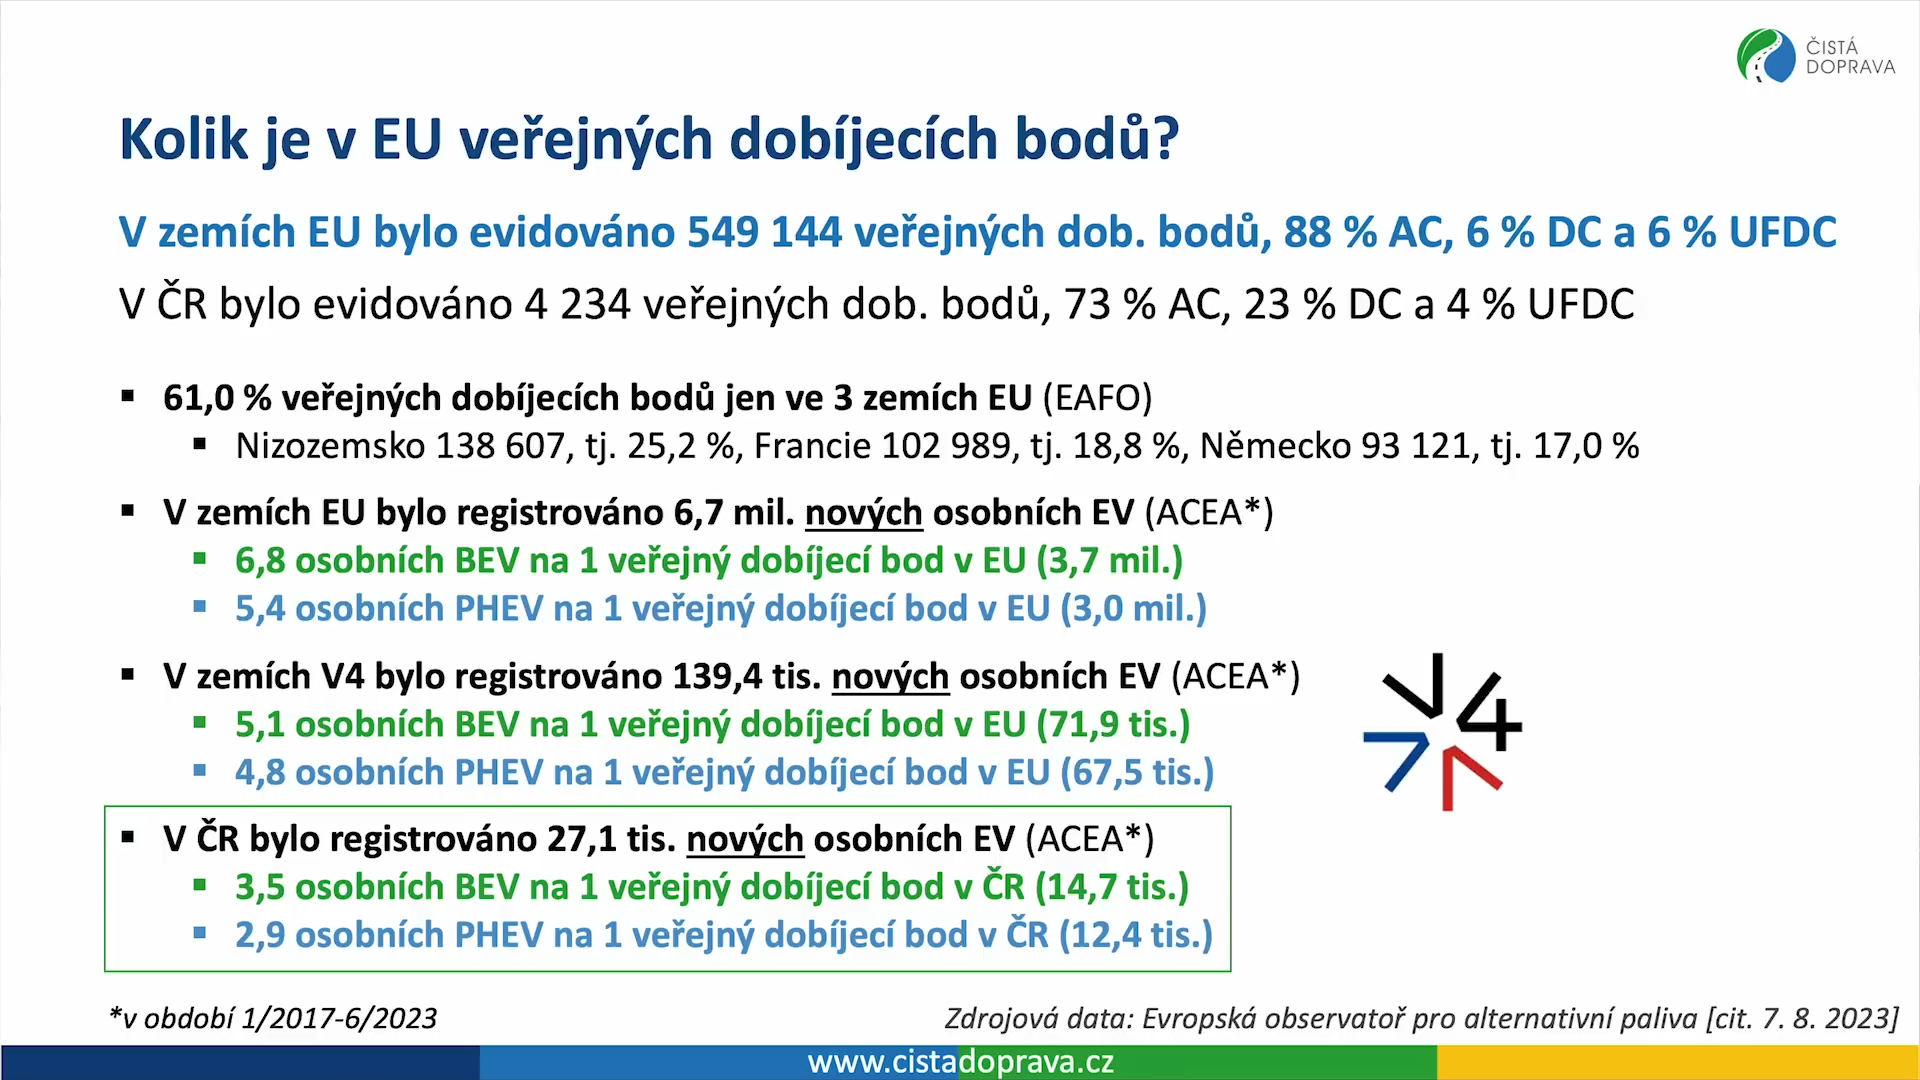 ČISTÁ
DOPRAVA
Kolik je v EU veřejných dobíjecích bodů?
V zemích EU bylo evidováno 549 144 veřejných dob. bodů, 88 % AC, 6 % DC a 6 % UFDC
V ČR bylo evidováno 4 234 veřejných dob. bodů, 73 % AC, 23 % DC a 4 % UFDC
▪ 61,0 % veřejných dobíjecích bodů jen ve 3 zemích EU (EAFO)
▪ Nizozemsko 138 607, tj. 25,2 %, Francie 102 989, tj. 18,8 %, Německo 93 121, tj. 17,0 %
▪ V zemích EU bylo registrováno 6,7 mil. nových osobních EV (ACEA*)
▪ 6,8 osobních BEV na 1 veřejný dobíjecí bod v EU (3,7 mil.)
▪ 5,4 osobních PHEV na 1 veřejný dobíjecí bod v EU (3,0 mil.)
▪ V zemích V4 bylo registrováno 139,4 tis. nových osobních EV (ACEA*)
▪ 5,1 osobních BEV na 1 veřejný dobíjecí bod v EU (71,9 tis.)
▪ 4,8 osobních PHEV na 1 veřejný dobíjecí bod v EU (67,5 tis.)
V4
▪ V ČR bylo registrováno 27,1 tis. nových osobních EV (ACEA*)
▪ 3,5 osobních BEV na 1 veřejný dobíjecí bod v ČR (14,7 tis.)
▪ 2,9 osobních PHEV na 1 veřejný dobíjecí bod v ČR (12,4 tis.)
*v období 1/2017-6/2023
Zdrojová data: Evropská observatoř pro alternativní paliva [cit. 7. 8. 2023]
www.cistadoprava.cz